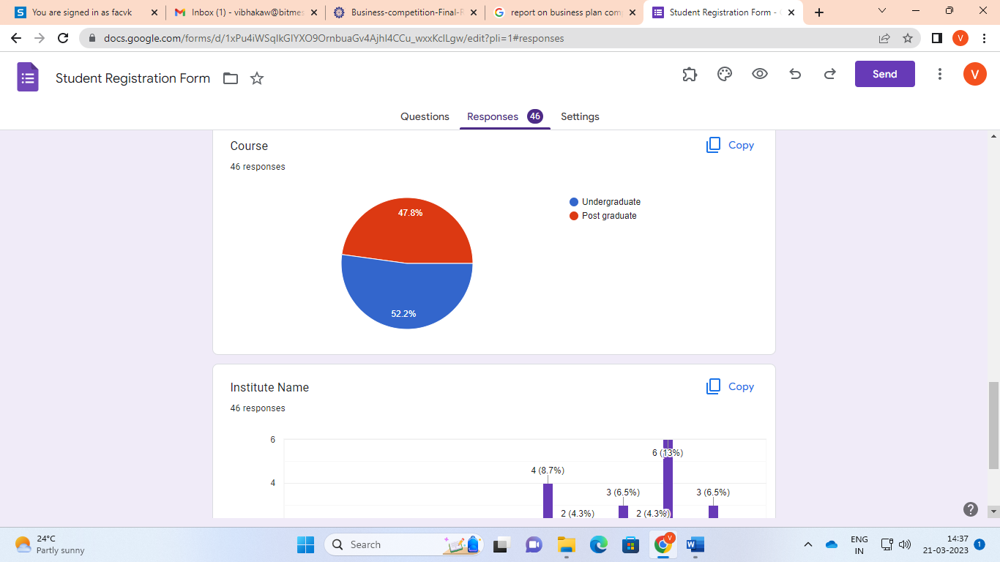 You are signed in as facvk
Inbox (1) - vibhakaw@bitmes
Business-competition-Final-R
report on business plan com
Student Registration Form -
docs.google.com/forms/d/1xPu4iWSqIkGIYXO9OrnbuaGv4AjhI4CCu_wxxKcILgw/edit?pli=1#responses
V
Student Registration Form
Send
V
Questions Responses 46 Settings
Course
Copy
46 responses
47.8%
52.2%
Undergraduate
Post graduate
Institute Name
Copy
46 responses
6
4
4 (8.7%)
2 (4.3%)
3 (6.5%)
2 (4.3%)
6 (13%)
3 (6.5%)
24°C
Partly sunny
Search
V
ENG
IN
14:37
21-03-2023
1